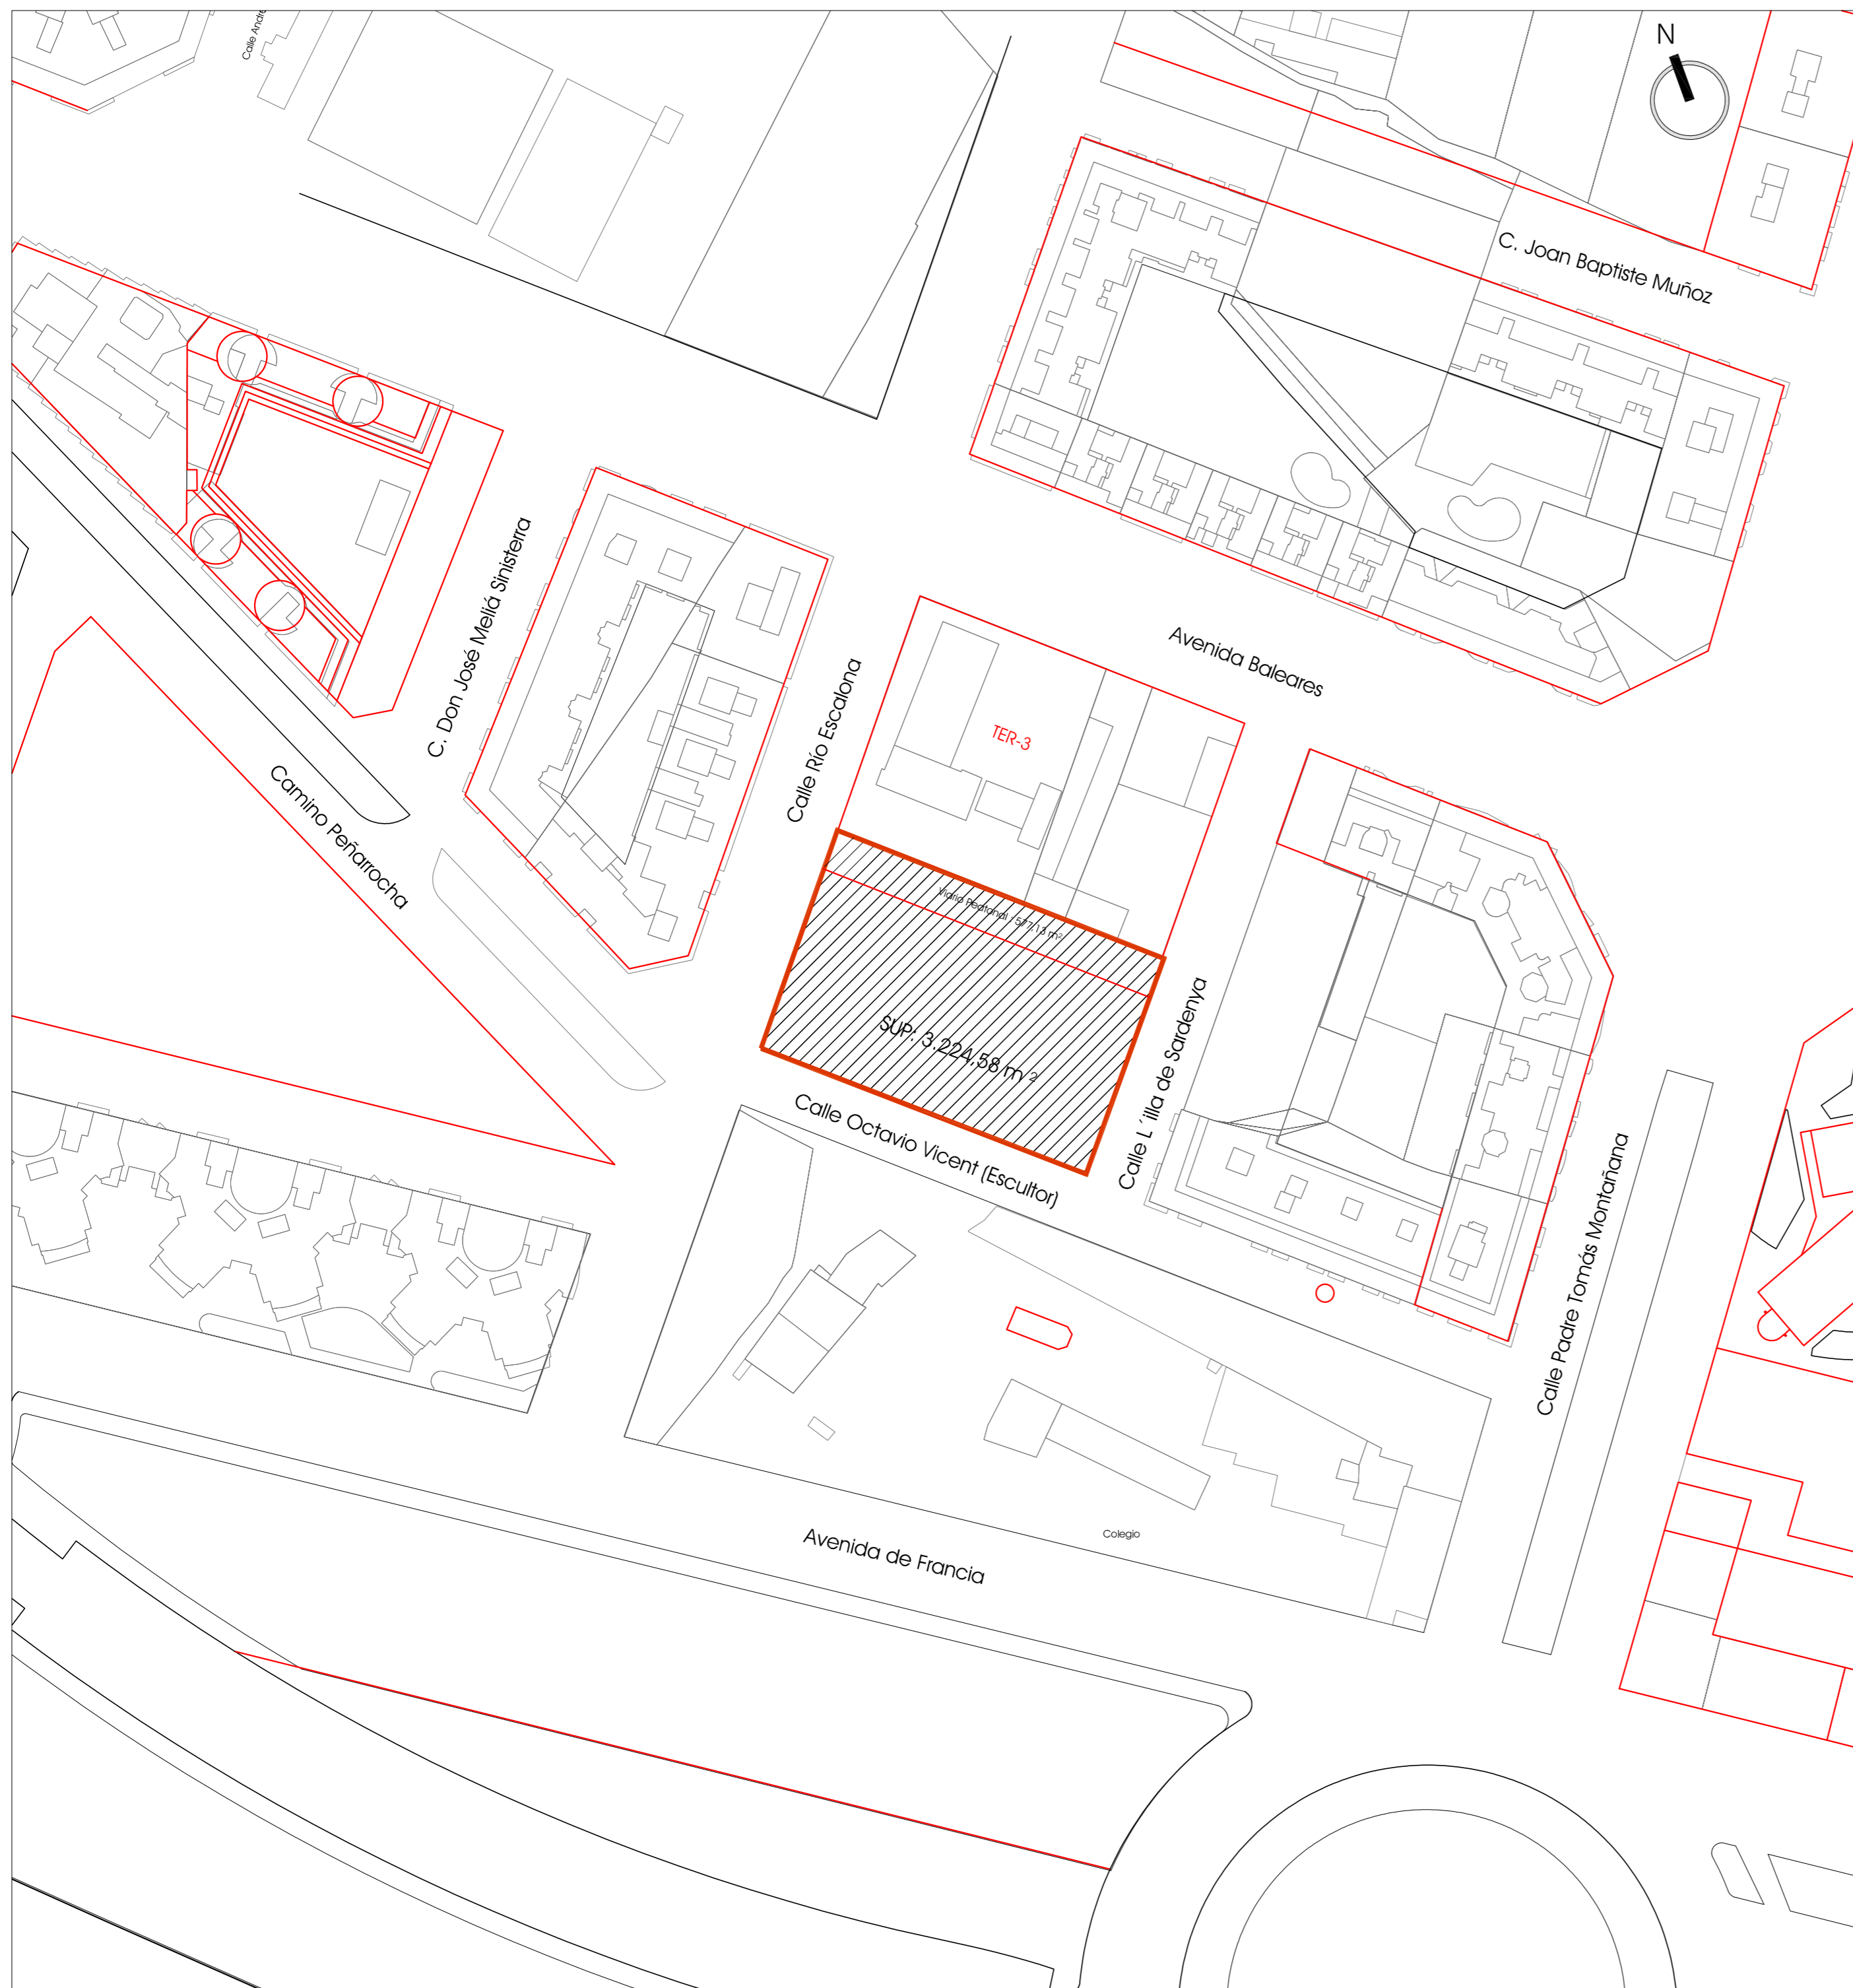 Calle Andre
N
C. Joan Baptiste Muñoz
C. Don José Meliá Sinisterra
Avenida Baleares
Calle Río Escalona
TER-3
Camino Peñarrocha
Viario Peatonal : 577,13 m²
SUP: 3.224,58 m²
Calle L´illa de Sardenya
Calle Octavio Vicent (Escultor)
Calle Padre Tomás Montañana
Colegio
Avenida de Francia